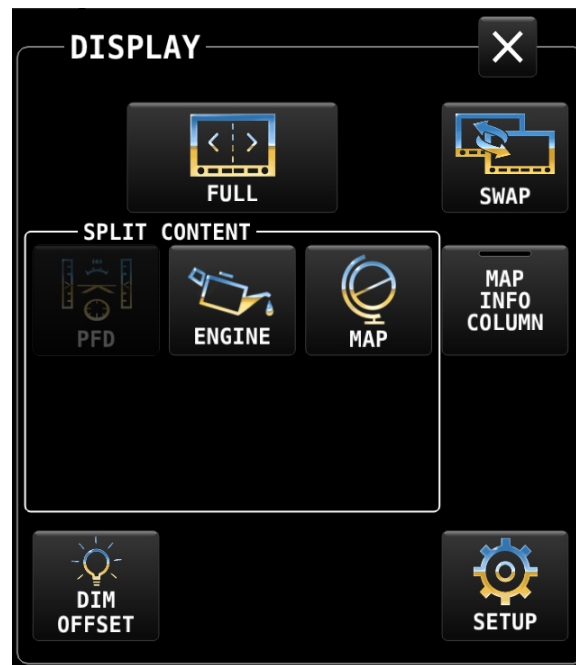 DISPLAY
FULL
SWAP
SPLIT CONTENT
PFD
ENGINE
MAP
MAP
INFO
COLUMN
DIM
OFFSET
SETUP